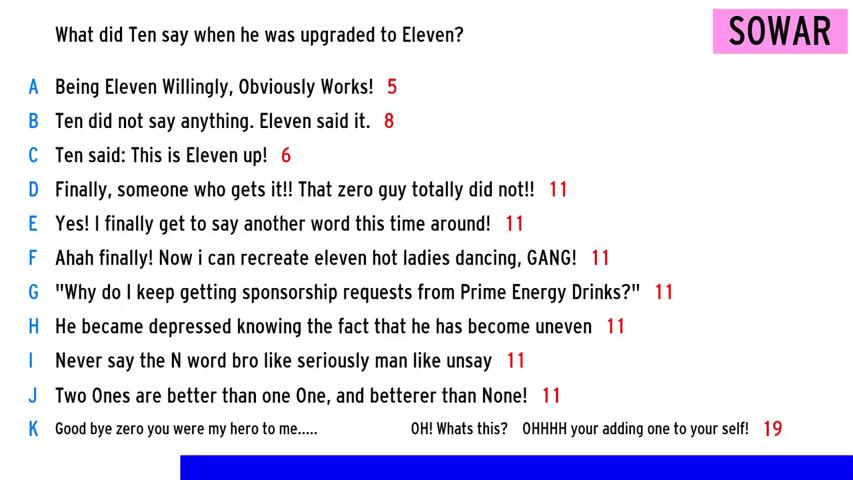 What did Ten say when he was upgraded to Eleven?
SOWAR
A Being Eleven Willingly, Obviously Works! 5
B Ten did not say anything. Eleven said it. 8
C Ten said: This is Eleven up! 6
D Finally, someone who gets it!! That zero guy totally did not!! 11
E Yes! I finally get to say another word this time around! 11
F Ahah finally! Now i can recreate eleven hot ladies dancing, GANG! 11
G "Why do I keep getting sponsorship requests from Prime Energy Drinks?" 11
H He became depressed knowing the fact that he has become uneven 11
I Never say the N word bro like seriously man like unsay 11
J Two Ones are better than one One, and betterer than None! 11
K Good bye zero you were my hero to me..... OH! Whats this? OHHHH your adding one to your self! 19